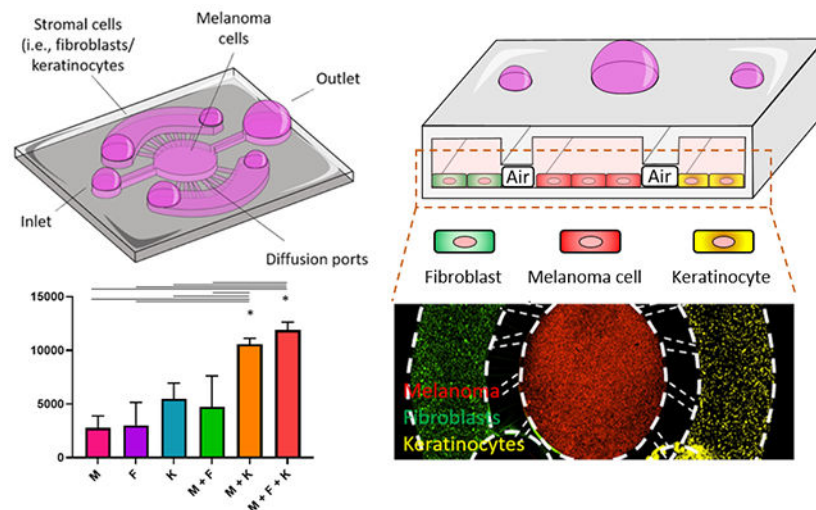 Stromal cells
(i.e., fibroblasts/
keratinocytes
Melanoma
cells
Outlet
Inlet
Diffusion ports
Air
Air
Fibroblast
Melanoma cell
Keratinocyte
15000
10000
5000
0
*
*
M
F
K
M + F
M + K
M + F + K
Melanoma
Fibroblasts
Keratinocytes